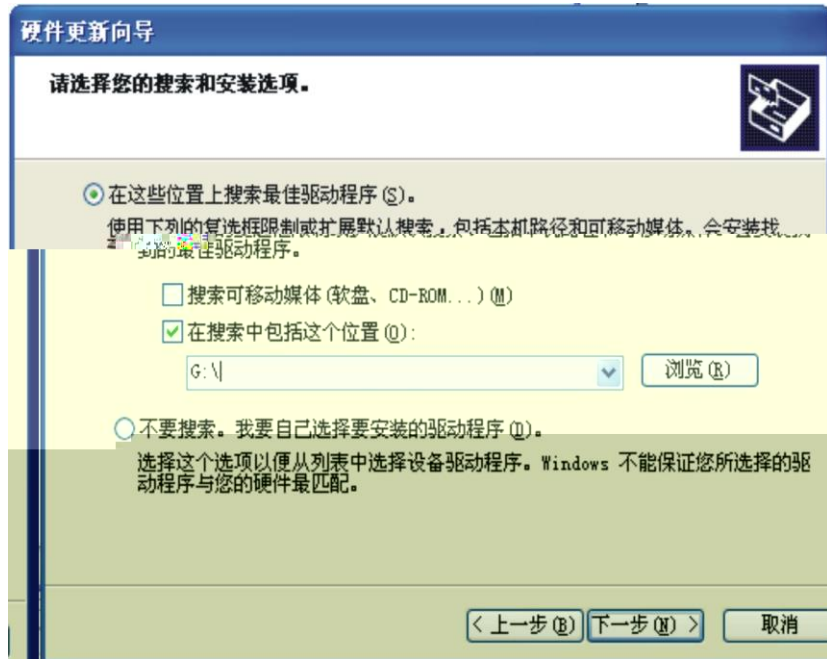 硬件更新向导
请选择您的搜索和安装选项。
在这些位置上搜索最佳驱动程序(S)。
使用下列的复选框限制或扩展默认搜索，包括本机路径和可移动媒体。会安装找
到的最佳驱动程序。
搜索可移动媒体(软盘、CD-ROM...)(M)
在搜索中包括这个位置(O):
G:\
浏览(R)
不要搜索。我要自己选择要安装的驱动程序(D)。
选择这个选项以便从列表中选择设备驱动程序。Windows 不能保证您所选择的驱
动程序与您的硬件最匹配。
< 上一步(B) 下一步(N) > 取消